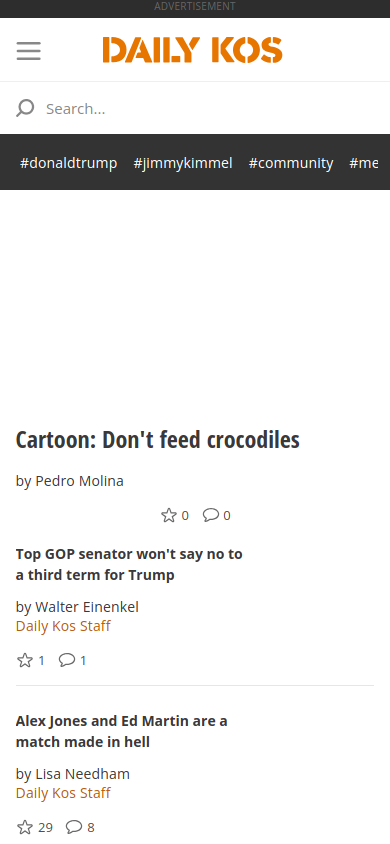 ADVERTISEMENT
DAILY KOS
Search...
#donaldtrump #jimmykimmel #community #me
Cartoon: Don't feed crocodiles
by Pedro Molina
0 0
Top GOP senator won't say no to
a third term for Trump
by Walter Einenkel
Daily Kos Staff
1 1
Alex Jones and Ed Martin are a
match made in hell
by Lisa Needham
Daily Kos Staff
29 8